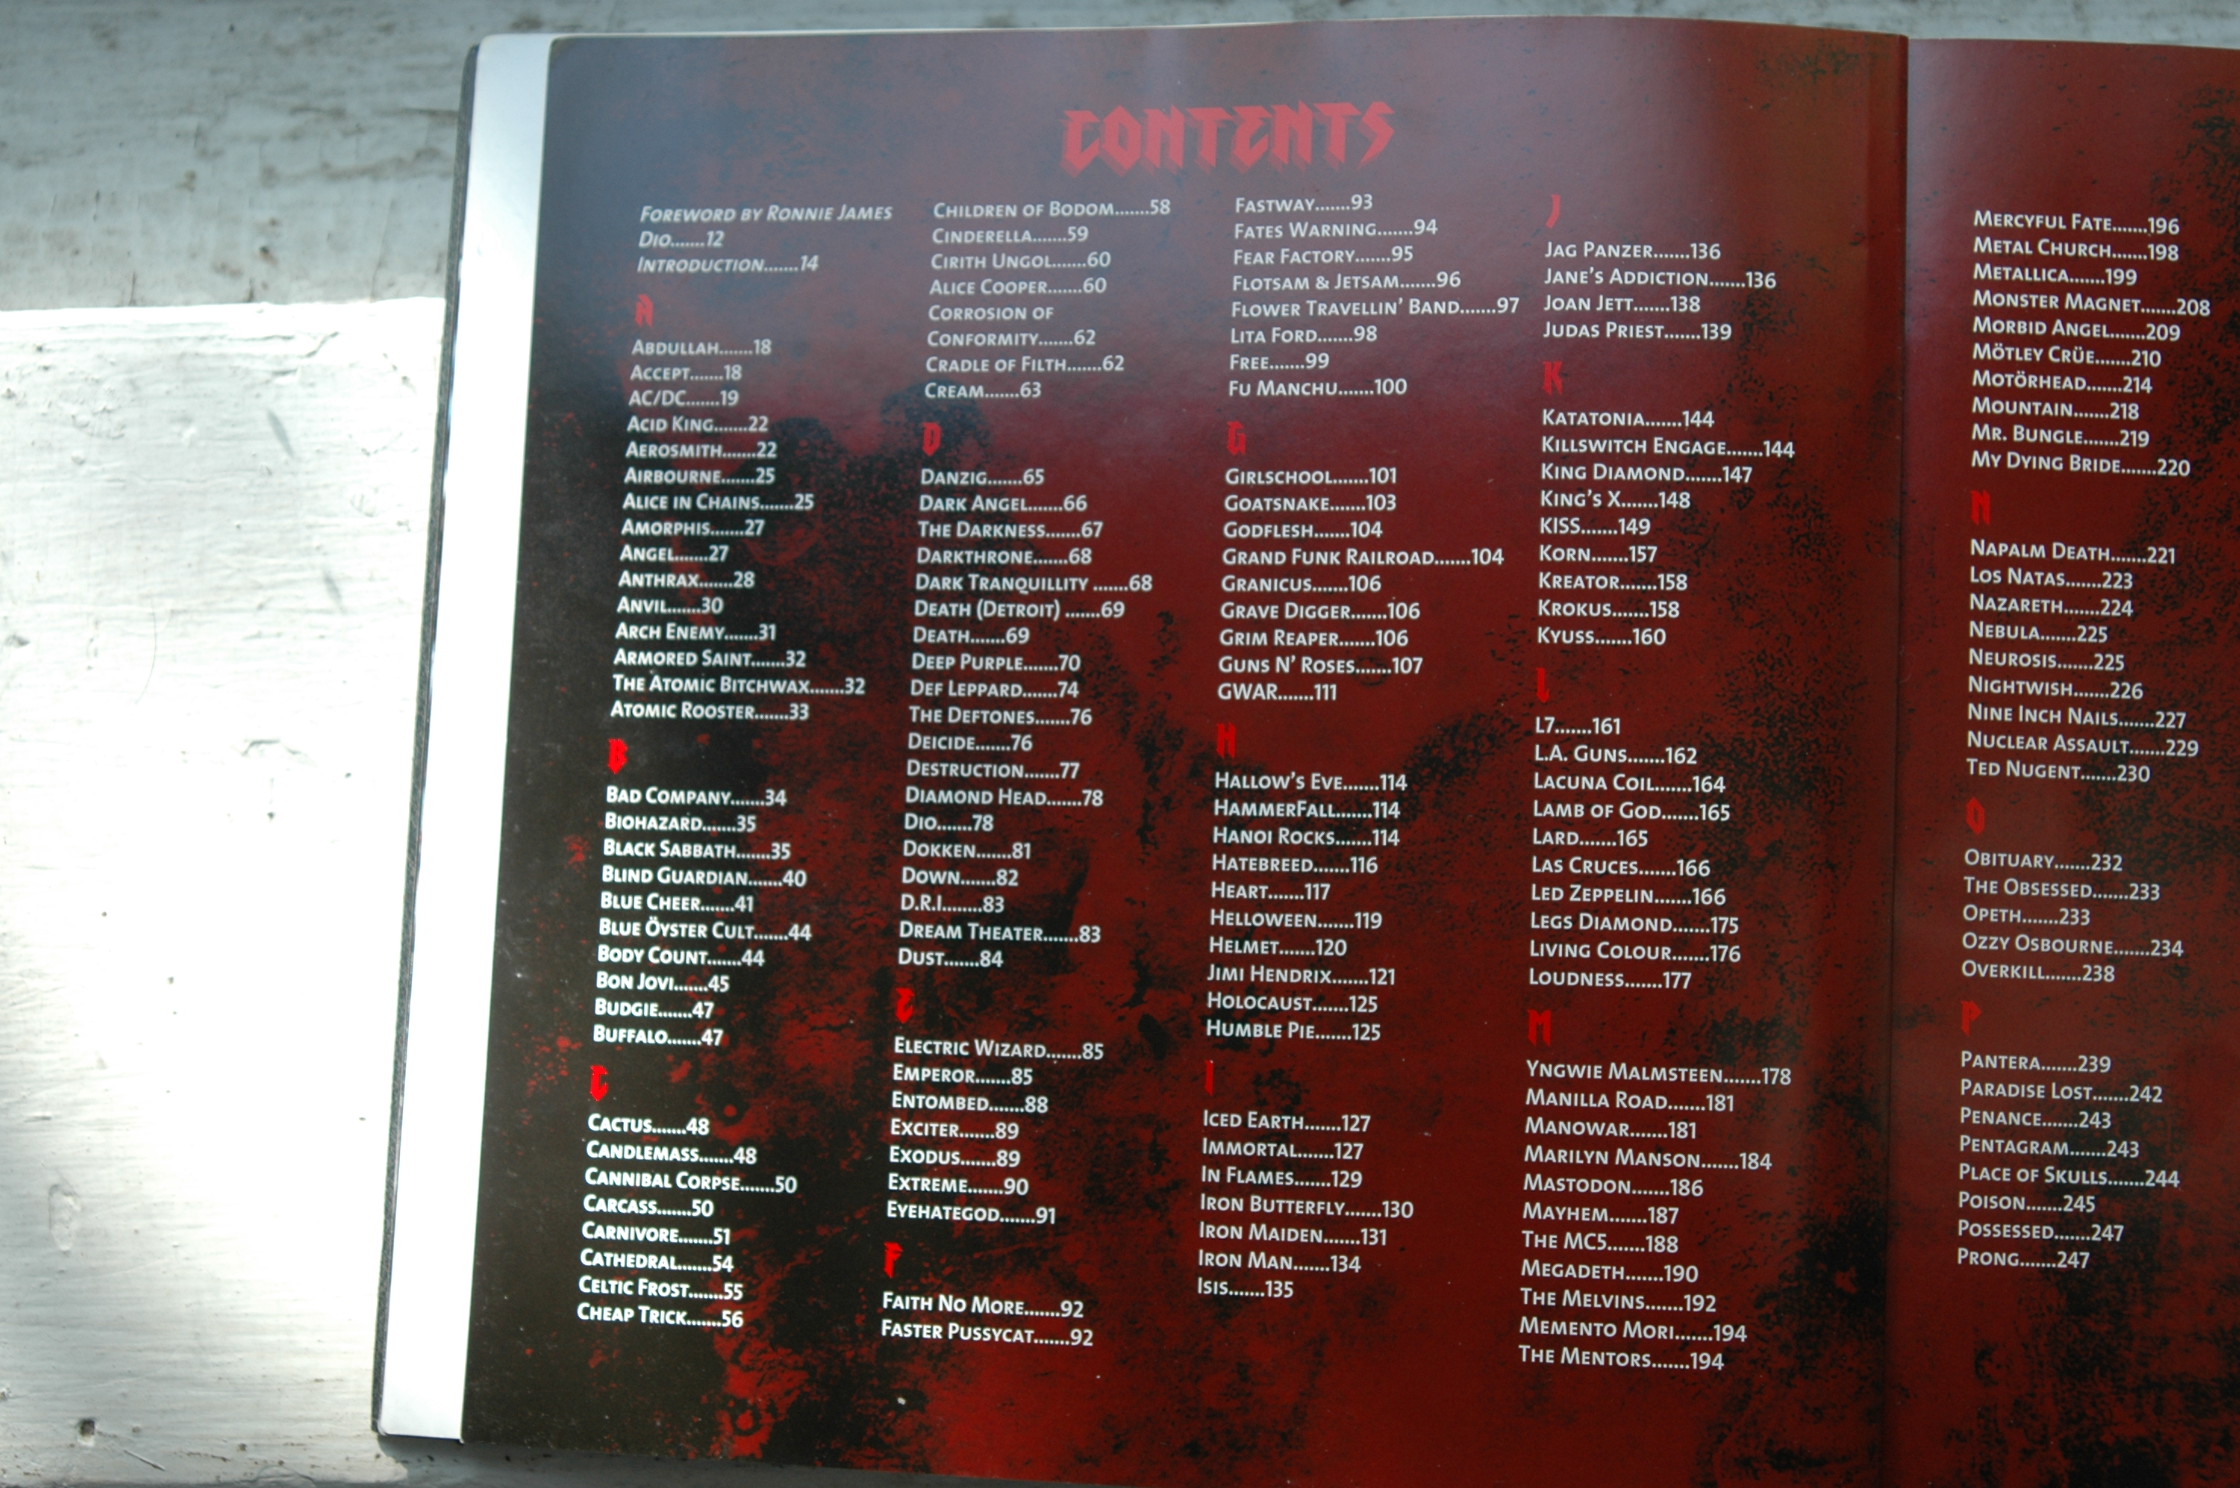 CONTENTS
FOREWORD BY RONNIE JAMES
DIO.......12
INTRODUCTION.......14
A
ABDULLAH.......18
ACCEPT.......18
AC/DC.......19
ACID KING.......22
AEROSMITH.......22
AIRBOURNE.......25
ALICE IN CHAINS.......25
AMORPHIS.......27
ANGEL.......27
ANTHRAX.......28
ANVIL.......30
ARCH ENEMY.......31
ARMORED SAINT.......32
THE ATOMIC BITCHWAX.......32
ATOMIC ROOSTER.......33
B
BAD COMPANY.......34
BIOHAZARD.......35
BLACK SABBATH.......35
BLIND GUARDIAN.......40
BLUE CHEER.......41
BLUE ÖYSTER CULT.......44
BODY COUNT.......44
BON JOVI.......45
BUDGIE.......47
BUFFALO.......47
C
CACTUS.......48
CANDLEMASS.......48
CANNIBAL CORPSE.......50
CARCASS.......50
CARNIVORE.......51
CATHEDRAL.......54
CELTIC FROST.......55
CHEAP TRICK.......56
CHILDREN OF BODOM.......58
CINDERELLA.......59
CIRITH UNGOL.......60
ALICE COOPER.......60
CORROSION OF
CONFORMITY.......62
CRADLE OF FILTH.......62
CREAM.......63
D
DANZIG.......65
DARK ANGEL.......66
THE DARKNESS.......67
DARKTHRONE.......68
DARK TRANQUILLITY .......68
DEATH (DETROIT) .......69
DEATH.......69
DEEP PURPLE.......70
DEF LEPPARD.......74
THE DEFTONES.......76
DEICIDE.......76
DESTRUCTION.......77
DIAMOND HEAD.......78
DIO.......78
DOKKEN.......81
DOWN.......82
D.R.I........83
DREAM THEATER.......83
DUST.......84
E
ELECTRIC WIZARD.......85
EMPEROR.......85
ENTOMBED.......88
EXCITER.......89
EXODUS.......89
EXTREME.......90
EYEHATEGOD.......91
F
FAITH NO MORE.......92
FASTER PUSSYCAT.......92
FASTWAY.......93
FATES WARNING.......94
FEAR FACTORY.......95
FLOTSAM & JETSAM.......96
FLOWER TRAVELLIN' BAND.......97
LITA FORD.......98
FREE.......99
FU MANCHU.......100
G
GIRLSCHOOL.......101
GOATSNAKE.......103
GODFLESH.......104
GRAND FUNK RAILROAD.......104
GRANICUS.......106
GRAVE DIGGER.......106
GRIM REAPER.......106
GUNS N' ROSES.......107
GWAR.......111
H
HALLOW'S EVE.......114
HAMMERFALL.......114
HANOI ROCKS.......114
HATEBREED.......116
HEART.......117
HELLOWEEN.......119
HELMET.......120
JIMI HENDRIX.......121
HOLOCAUST.......125
HUMBLE PIE.......125
I
ICED EARTH.......127
IMMORTAL.......127
IN FLAMES.......129
IRON BUTTERFLY.......130
IRON MAIDEN.......131
IRON MAN.......134
ISIS.......135
J
JAG PANZER.......136
JANE'S ADDICTION.......136
JOAN JETT.......138
JUDAS PRIEST.......139
K
KATATONIA.......144
KILLSWITCH ENGAGE.......144
KING DIAMOND.......147
KING'S X.......148
KISS.......149
KORN.......157
KREATOR.......158
KROKUS.......158
KYUSS.......160
L
L7.......161
L.A. GUNS.......162
LACUNA COIL.......164
LAMB OF GOD.......165
LARD.......165
LAS CRUCES.......166
LED ZEPPELIN.......166
LEGS DIAMOND.......175
LIVING COLOUR.......176
LOUDNESS.......177
M
YNGWIE MALMSTEEN.......178
MANILLA ROAD.......181
MANOWAR.......181
MARILYN MANSON.......184
MASTODON.......186
MAYHEM.......187
THE MC5.......188
MEGADETH.......190
THE MELVINS.......192
MEMENTO MORI.......194
THE MENTORS.......194
MERCYFUL FATE.......196
METAL CHURCH.......198
METALLICA.......199
MONSTER MAGNET.......208
MORBID ANGEL.......209
MÖTLEY CRÜE.......210
MOTÖRHEAD.......214
MOUNTAIN.......218
MR. BUNGLE.......219
MY DYING BRIDE.......220
N
NAPALM DEATH.......221
LOS NATAS.......223
NAZARETH.......224
NEBULA.......225
NEUROSIS.......225
NIGHTWISH.......226
NINE INCH NAILS.......227
NUCLEAR ASSAULT.......229
TED NUGENT.......230
O
OBITUARY.......232
THE OBSESSED.......233
OPETH.......233
OZZY OSBOURNE.......234
OVERKILL.......238
P
PANTERA.......239
PARADISE LOST.......242
PENANCE.......243
PENTAGRAM.......243
PLACE OF SKULLS.......244
POISON.......245
POSSESSED.......247
PRONG.......247